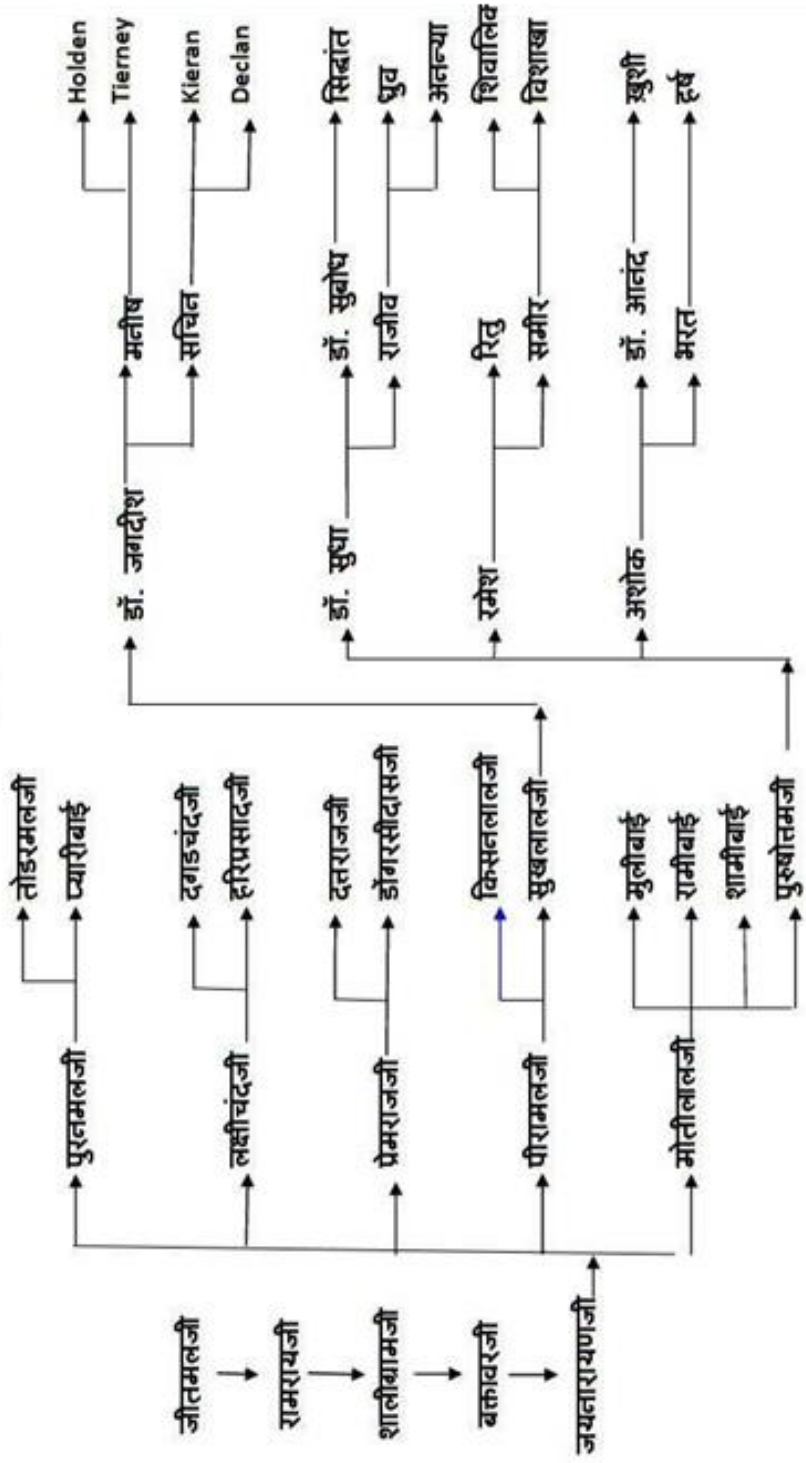 जीतमलजी
रामरायजी
शालीग्रामजी
बक्तावरजी
जयनारायणजी
पुरनमलजी
लक्षीचंदजी
प्रेमराजजी
पीरामलजी
मोतीलालजी
तोडरमलजी
प्यारीबाई
दगडचंदजी
हरिप्रसादजी
दत्तराजजी
डोंगरसीदासजी
किसनलालजी
सुखलालजी
मुलीबाई
रामीबाई
शामीबाई
पुरुषोत्तमजी
डॉ. जगदीश
डॉ. सुधा
रमेश
अशोक
मनीष
सचिन
डॉ. सुबोध
राजीव
रितु
समीर
डॉ. आनंद
भरत
Holden
Tierney
Kieran
Declan
सिद्धांत
ध्रुव
अनन्या
शिवालिक
विशाखा
ख़ुशी
हर्ष